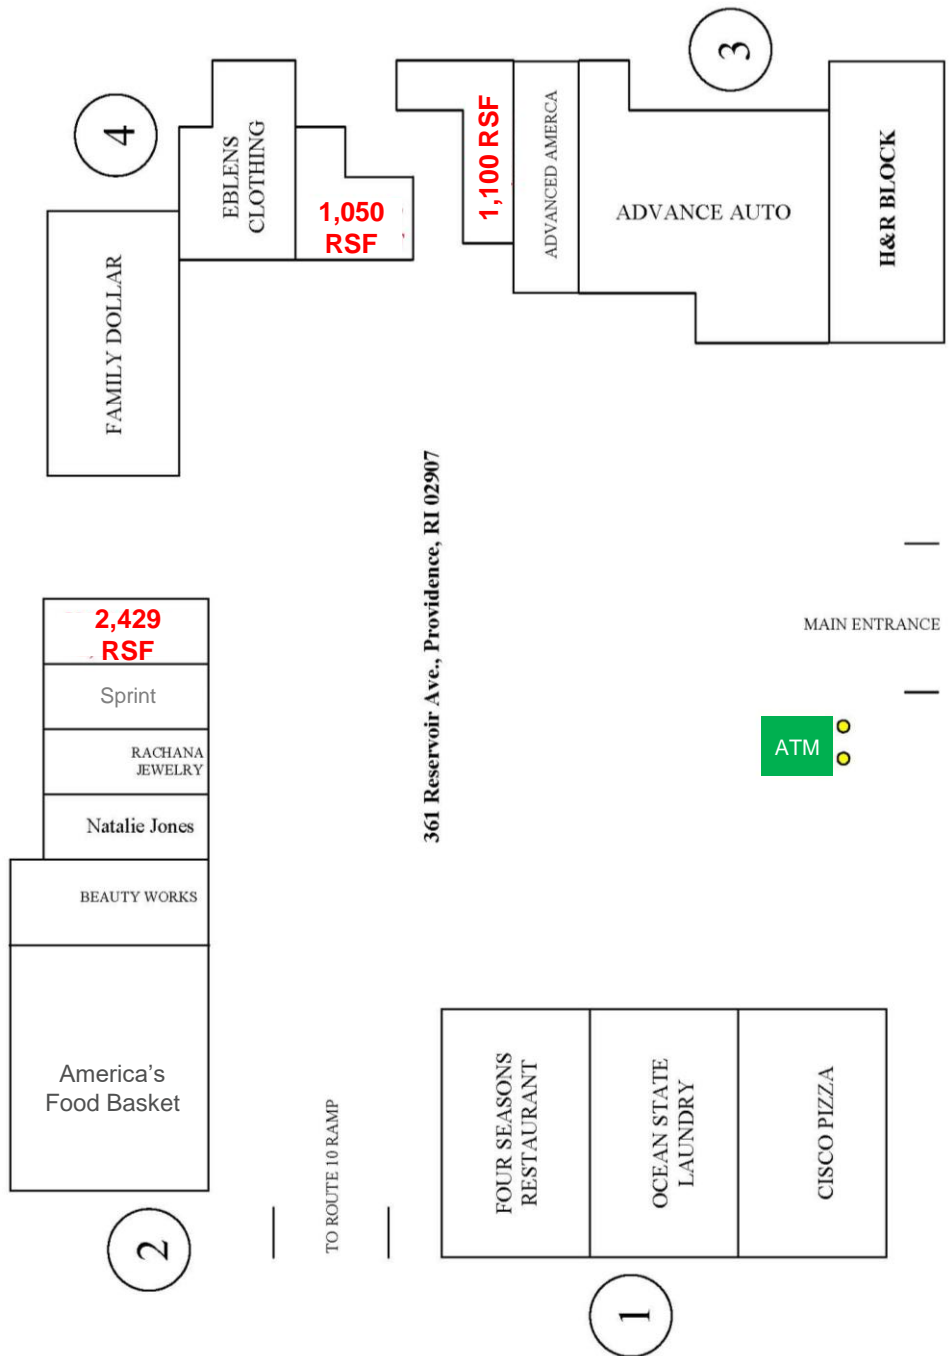 4
3
EBLENS
CLOTHING
1,050
RSF
1,100 RSF
ADVANCED AMERCA
ADVANCE AUTO
H&R BLOCK
FAMILY DOLLAR
361 Reservoir Ave., Providence, RI 02907
2,429
RSF
Sprint
RACHANA
JEWELRY
Natalie Jones
BEAUTY WORKS
America's
Food Basket
MAIN ENTRANCE
ATM
2
TO ROUTE 10 RAMP
FOUR SEASONS
RESTAURANT
OCEAN STATE
LAUNDRY
CISCO PIZZA
1